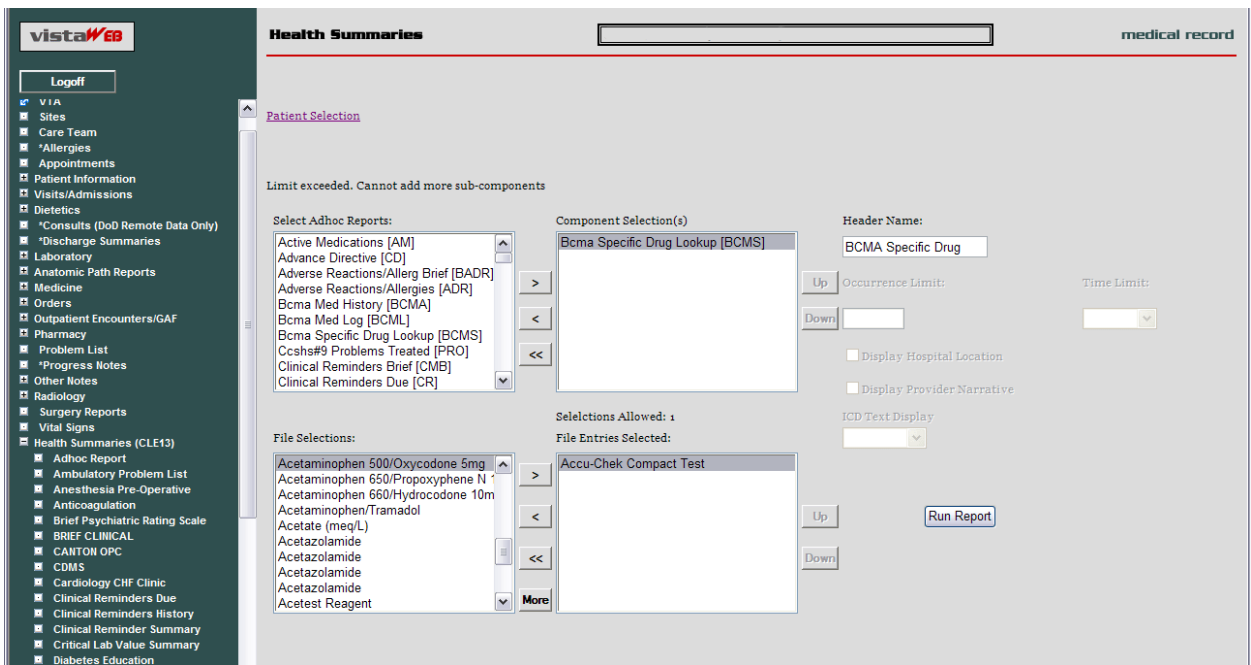 vistaWEB
Health Summaries
medical record
Logoff
VIA
Sites
Care Team
*Allergies
Appointments
Patient Information
Visits/Admissions
Dietetics
*Consults (DoD Remote Data Only)
*Discharge Summaries
Laboratory
Anatomic Path Reports
Medicine
Orders
Outpatient Encounters/GAF
Pharmacy
Problem List
*Progress Notes
Other Notes
Radiology
Surgery Reports
Vital Signs
Health Summaries (CLE13)
Adhoc Report
Ambulatory Problem List
Anesthesia Pre-Operative
Anticoagulation
Brief Psychiatric Rating Scale
BRIEF CLINICAL
CANTON OPC
CDMS
Cardiology CHF Clinic
Clinical Reminders Due
Clinical Reminders History
Clinical Reminder Summary
Critical Lab Value Summary
Diabetes Education
Patient Selection
Limit exceeded. Cannot add more sub-components
Select Adhoc Reports:
Active Medications [AM]
Advance Directive [CD]
Adverse Reactions/Allerg Brief [BADR]
Adverse Reactions/Allergies [ADR]
Bcma Med History [BCMA]
Bcma Med Log [BCML]
Bcma Specific Drug Lookup [BCMS]
Ccshs#9 Problems Treated [PRO]
Clinical Reminders Brief [CMB]
Clinical Reminders Due [CR]
>
<
<<
Component Selection(s)
Bcma Specific Drug Lookup [BCMS]
Up
Down
Header Name:
BCMA Specific Drug
Occurrence Limit:
Time Limit:
Display Hospital Location
Display Provider Narrative
ICD Text Display
Selelctions Allowed: 1
File Selections:
Acetaminophen 500/Oxycodone 5mg
Acetaminophen 650/Propoxyphene N 1
Acetaminophen 660/Hydrocodone 10m
Acetaminophen/Tramadol
Acetate (meq/L)
Acetazolamide
Acetazolamide
Acetazolamide
Acetazolamide
Acetest Reagent
>
<
<<
More
File Entries Selected:
Accu-Chek Compact Test
Up
Down
Run Report